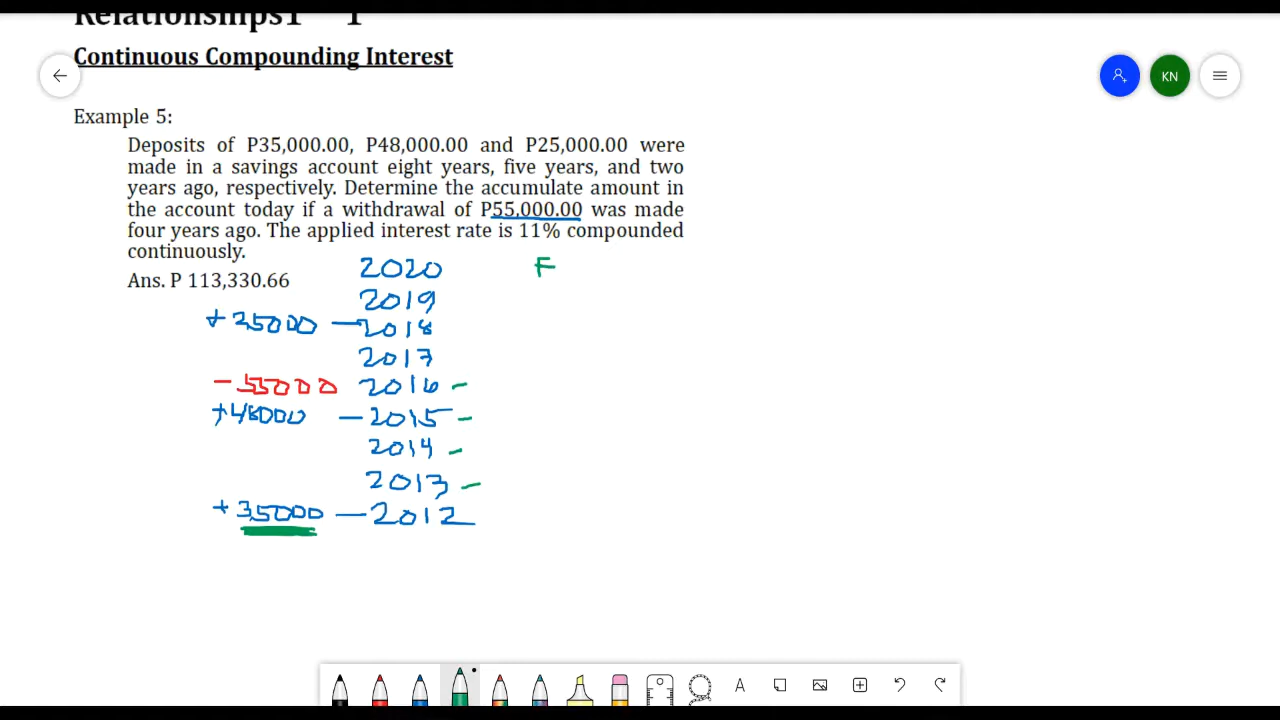 Relationships
Continuous Compounding Interest
KN
Example 5:
Deposits of P35,000.00, P48,000.00 and P25,000.00 were
made in a savings account eight years, five years, and two
years ago, respectively. Determine the accumulate amount in
the account today if a withdrawal of P55,000.00 was made
four years ago. The applied interest rate is 11% compounded
continuously.
Ans. P 113,330.66
2020 F
2019
+ 25000 — 2018
2017
- 55000 2016 -
+48000 — 2015 -
2014 -
2013 -
+ 35000 — 2012
A